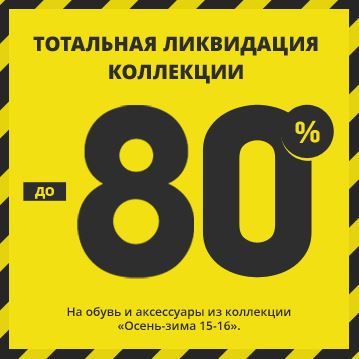 ТОТАЛЬНАЯ ЛИКВИДАЦИЯ
КОЛЛЕКЦИИ
до 80%
На обувь и аксессуары из коллекции
«Осень-зима 15-16».